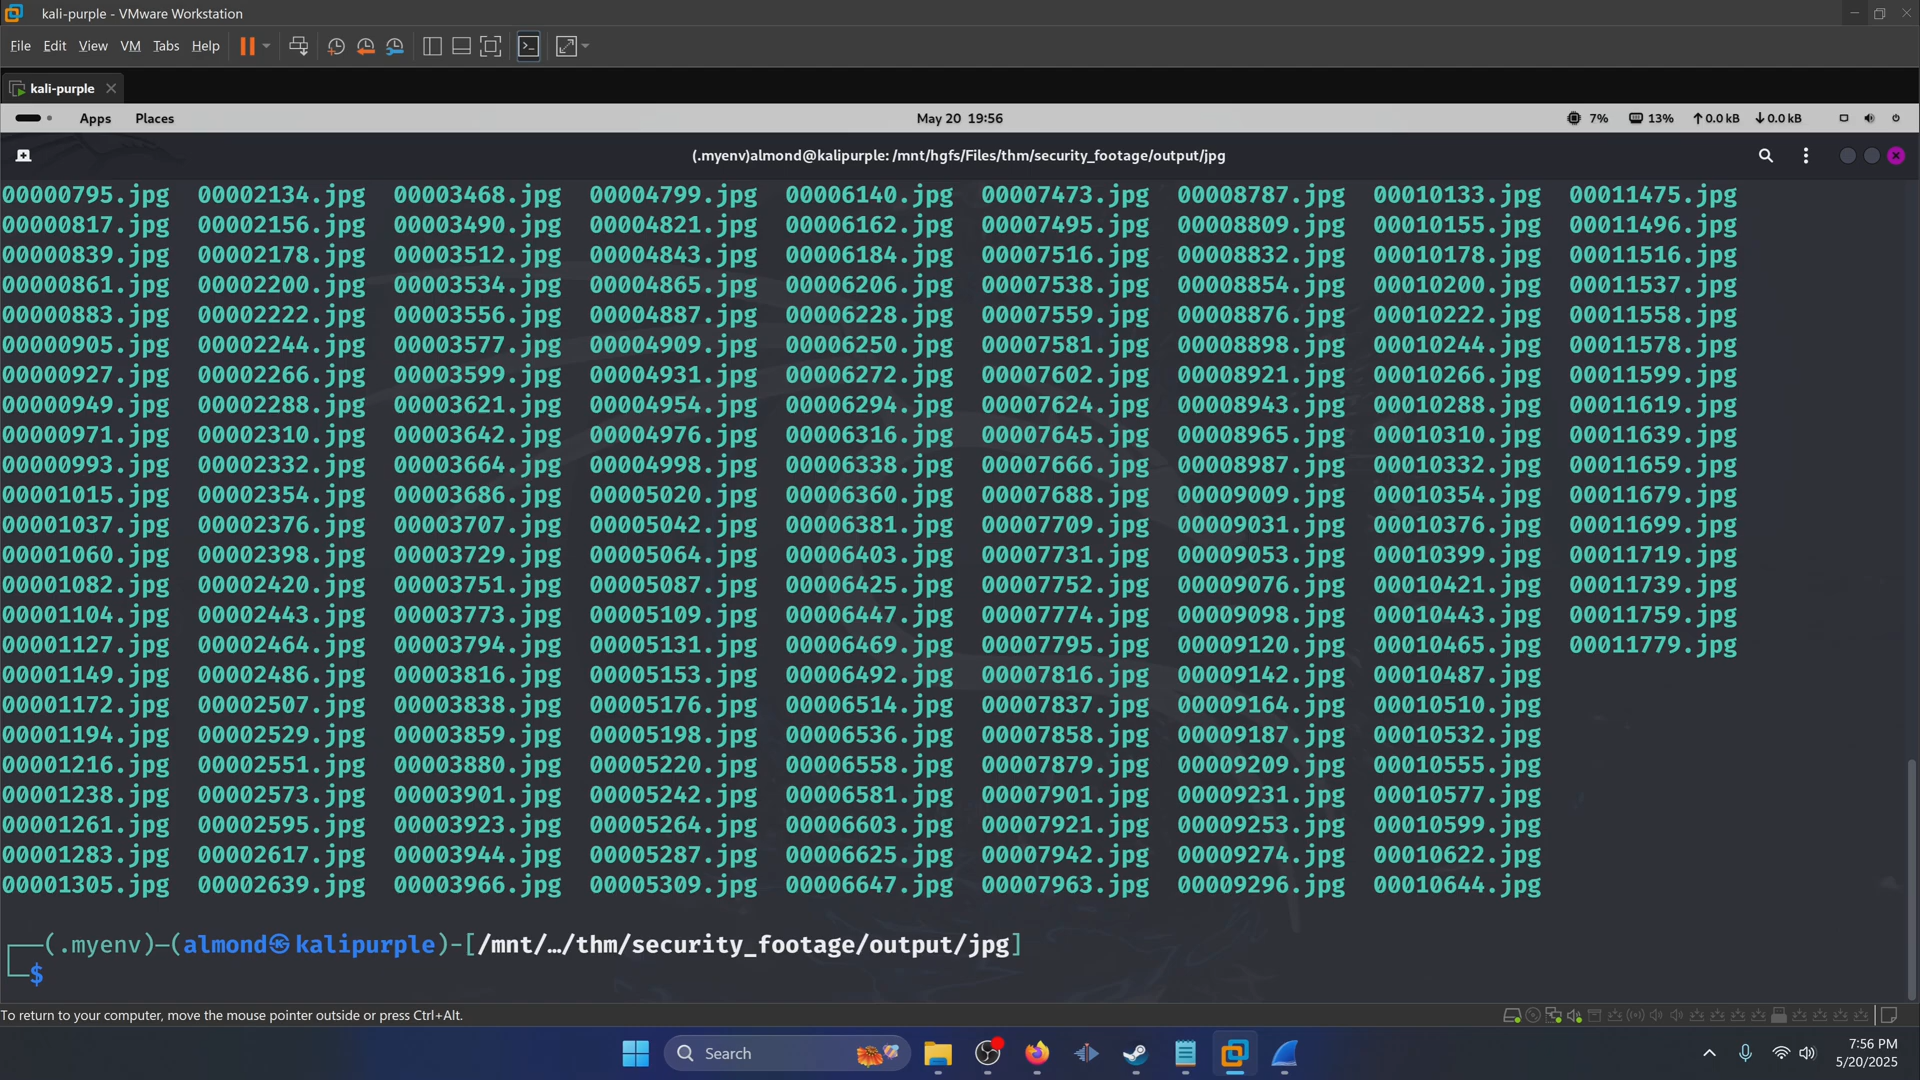 kali-purple - VMware Workstation
File Edit View VM Tabs Help
kali-purple
Apps Places May 20 19:56 7% 13% 0.0 kB 0.0 kB
(.myenv)almond@kalipurple: /mnt/hgfs/Files/thm/security_footage/output/jpg
00000795.jpg 00002134.jpg 00003468.jpg 00004799.jpg 00006140.jpg 00007473.jpg 00008787.jpg 00010133.jpg 00011475.jpg
00000817.jpg 00002156.jpg 00003490.jpg 00004821.jpg 00006162.jpg 00007495.jpg 00008809.jpg 00010155.jpg 00011496.jpg
00000839.jpg 00002178.jpg 00003512.jpg 00004843.jpg 00006184.jpg 00007516.jpg 00008832.jpg 00010178.jpg 00011516.jpg
00000861.jpg 00002200.jpg 00003534.jpg 00004865.jpg 00006206.jpg 00007538.jpg 00008854.jpg 00010200.jpg 00011537.jpg
00000883.jpg 00002222.jpg 00003556.jpg 00004887.jpg 00006228.jpg 00007559.jpg 00008876.jpg 00010222.jpg 00011558.jpg
00000905.jpg 00002244.jpg 00003577.jpg 00004909.jpg 00006250.jpg 00007581.jpg 00008898.jpg 00010244.jpg 00011578.jpg
00000927.jpg 00002266.jpg 00003599.jpg 00004931.jpg 00006272.jpg 00007602.jpg 00008921.jpg 00010266.jpg 00011599.jpg
00000949.jpg 00002288.jpg 00003621.jpg 00004954.jpg 00006294.jpg 00007624.jpg 00008943.jpg 00010288.jpg 00011619.jpg
00000971.jpg 00002310.jpg 00003642.jpg 00004976.jpg 00006316.jpg 00007645.jpg 00008965.jpg 00010310.jpg 00011639.jpg
00000993.jpg 00002332.jpg 00003664.jpg 00004998.jpg 00006338.jpg 00007666.jpg 00008987.jpg 00010332.jpg 00011659.jpg
00001015.jpg 00002354.jpg 00003686.jpg 00005020.jpg 00006360.jpg 00007688.jpg 00009009.jpg 00010354.jpg 00011679.jpg
00001037.jpg 00002376.jpg 00003707.jpg 00005042.jpg 00006381.jpg 00007709.jpg 00009031.jpg 00010376.jpg 00011699.jpg
00001060.jpg 00002398.jpg 00003729.jpg 00005064.jpg 00006403.jpg 00007731.jpg 00009053.jpg 00010399.jpg 00011719.jpg
00001082.jpg 00002420.jpg 00003751.jpg 00005087.jpg 00006425.jpg 00007752.jpg 00009076.jpg 00010421.jpg 00011739.jpg
00001104.jpg 00002443.jpg 00003773.jpg 00005109.jpg 00006447.jpg 00007774.jpg 00009098.jpg 00010443.jpg 00011759.jpg
00001127.jpg 00002464.jpg 00003794.jpg 00005131.jpg 00006469.jpg 00007795.jpg 00009120.jpg 00010465.jpg 00011779.jpg
00001149.jpg 00002486.jpg 00003816.jpg 00005153.jpg 00006492.jpg 00007816.jpg 00009142.jpg 00010487.jpg
00001172.jpg 00002507.jpg 00003838.jpg 00005176.jpg 00006514.jpg 00007837.jpg 00009164.jpg 00010510.jpg
00001194.jpg 00002529.jpg 00003859.jpg 00005198.jpg 00006536.jpg 00007858.jpg 00009187.jpg 00010532.jpg
00001216.jpg 00002551.jpg 00003880.jpg 00005220.jpg 00006558.jpg 00007879.jpg 00009209.jpg 00010555.jpg
00001238.jpg 00002573.jpg 00003901.jpg 00005242.jpg 00006581.jpg 00007901.jpg 00009231.jpg 00010577.jpg
00001261.jpg 00002595.jpg 00003923.jpg 00005264.jpg 00006603.jpg 00007921.jpg 00009253.jpg 00010599.jpg
00001283.jpg 00002617.jpg 00003944.jpg 00005287.jpg 00006625.jpg 00007942.jpg 00009274.jpg 00010622.jpg
00001305.jpg 00002639.jpg 00003966.jpg 00005309.jpg 00006647.jpg 00007963.jpg 00009296.jpg 00010644.jpg
┌──(.myenv)─(almond㉿kalipurple)-[/mnt/…/thm/security_footage/output/jpg]
└─$
To return to your computer, move the mouse pointer outside or press Ctrl+Alt.
Search
7:56 PM
5/20/2025